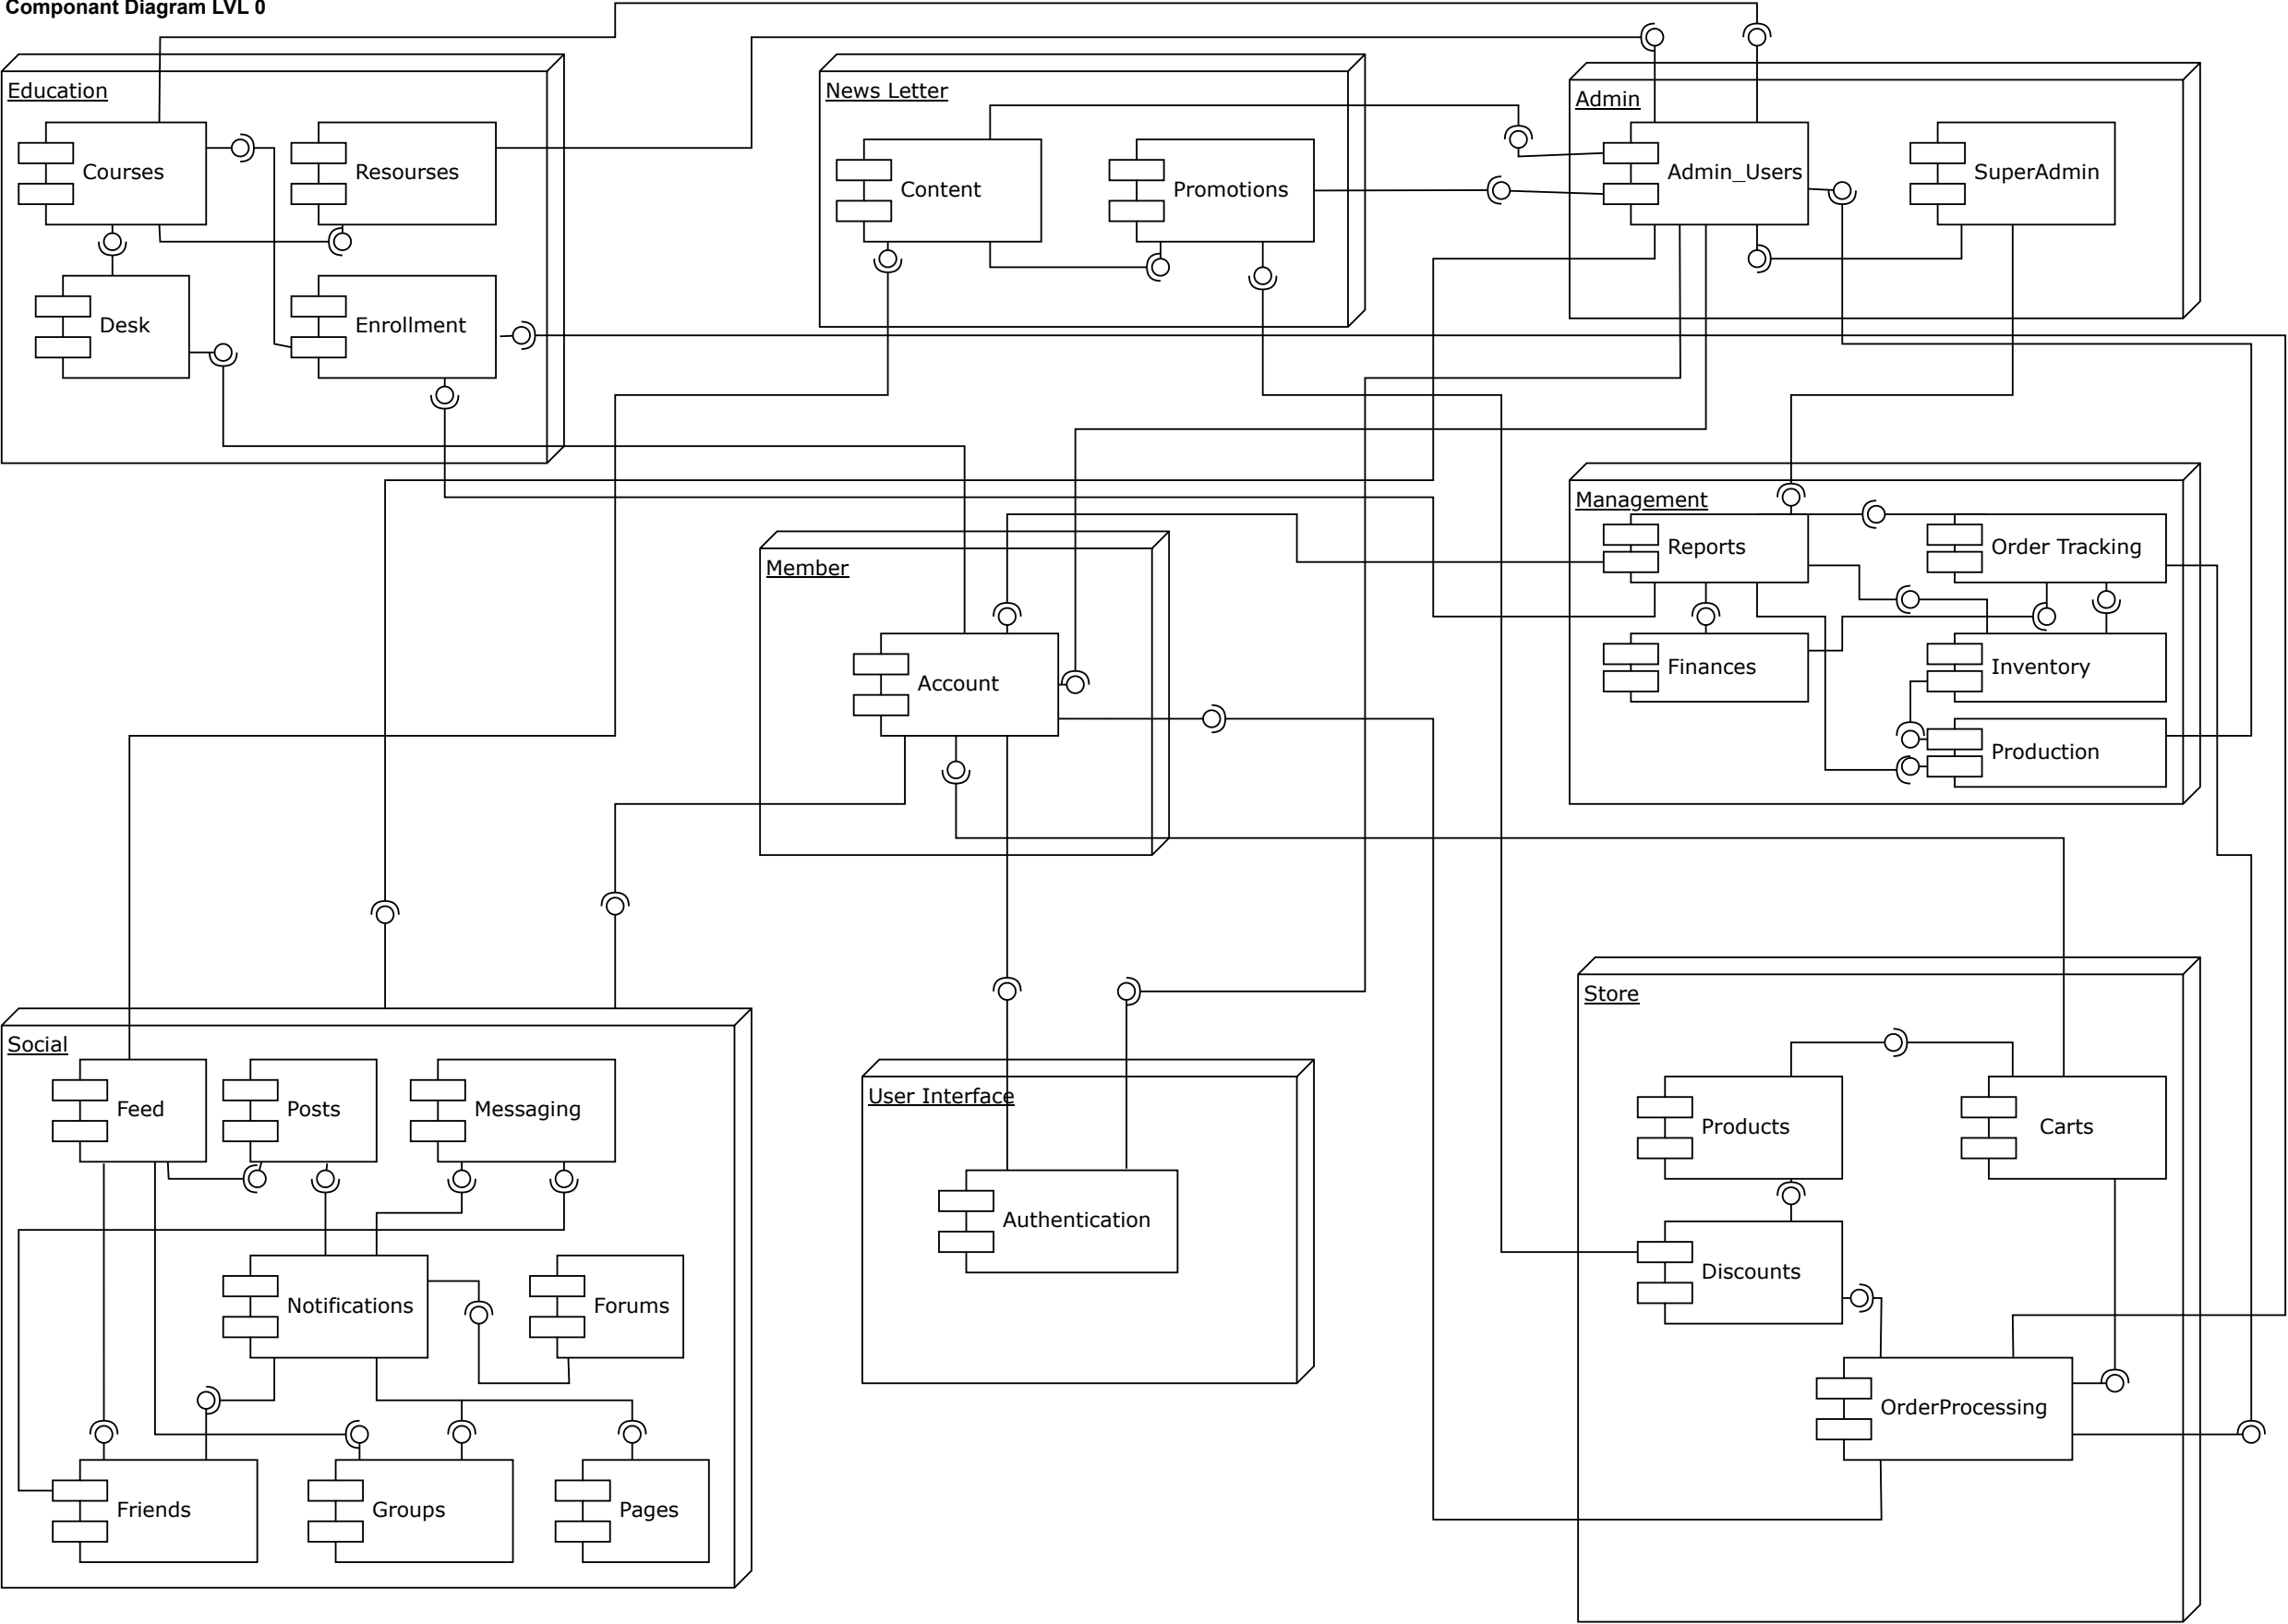 Componant Diagram LVL 0
Education
Courses
Resourses
Desk
Enrollment
News Letter
Content
Promotions
Admin
Admin_Users
SuperAdmin
Member
Account
Management
Reports
Order Tracking
Finances
Inventory
Production
Social
Feed
Posts
Messaging
Notifications
Forums
Friends
Groups
Pages
User Interface
Authentication
Store
Products
Carts
Discounts
OrderProcessing